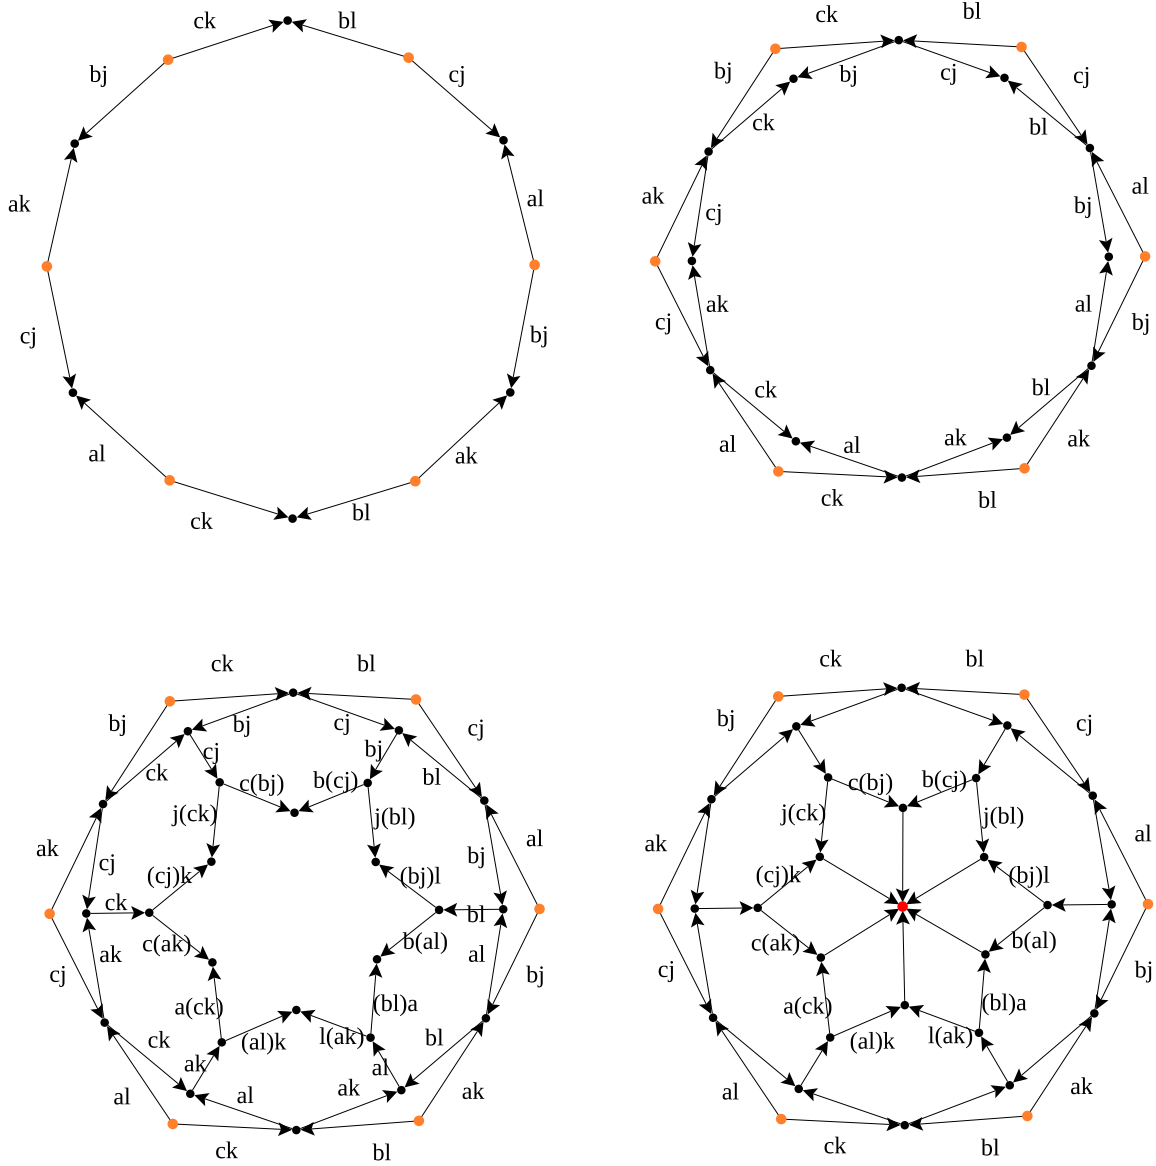 ck bl
bj cj
ak al
cj bj
al ak
ck bl
ck bl
bj bj cj cj
ck bl
ak al
cj bj
ak al
cj bj
ck bl
al al ak ak
ck bl
ck bl
bj bj cj cj
cj bj
ck bl
c(bj) b(cj)
j(ck) j(bl)
ak al
cj bj
(cj)k (bj)l
ck bl
c(ak) b(al)
ak al
cj bj
a(ck) (bl)a
ck (al)k l(ak) bl
ak al
al al ak ak
ck bl
ck bl
bj cj
c(bj) b(cj)
j(ck) j(bl)
ak al
(cj)k (bj)l
c(ak) b(al)
cj bj
a(ck) (bl)a
(al)k l(ak)
al ak
ck bl